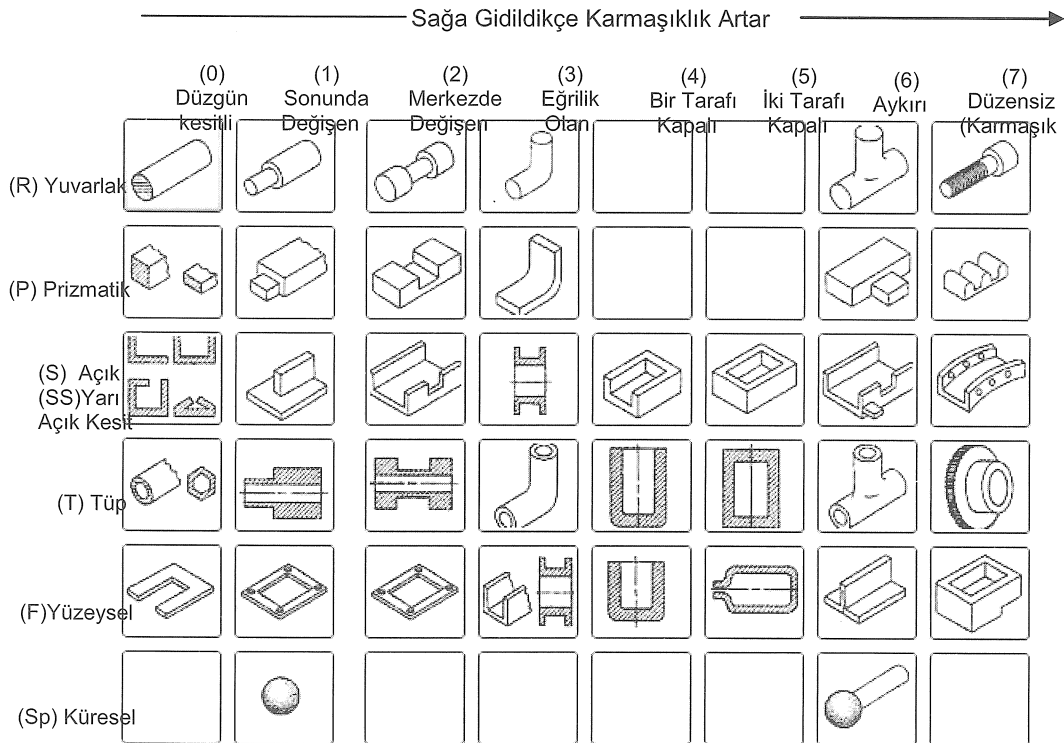 Sağa Gidildikçe Karmaşıklık Artar
(0)
Düzgün
kesitli
(1)
Sonunda
Değişen
(2)
Merkezde
Değişen
(3)
Eğrilik
Olan
(4)
Bir Tarafı
Kapalı
(5)
İki Tarafı
Kapalı
(6)
Aykırı
(7)
Düzensiz
(Karmaşık
(R) Yuvarlak
(P) Prizmatik
(S) Açık
(SS)Yarı
Açık Kesit
(T) Tüp
(F)Yüzeysel
(Sp) Küresel